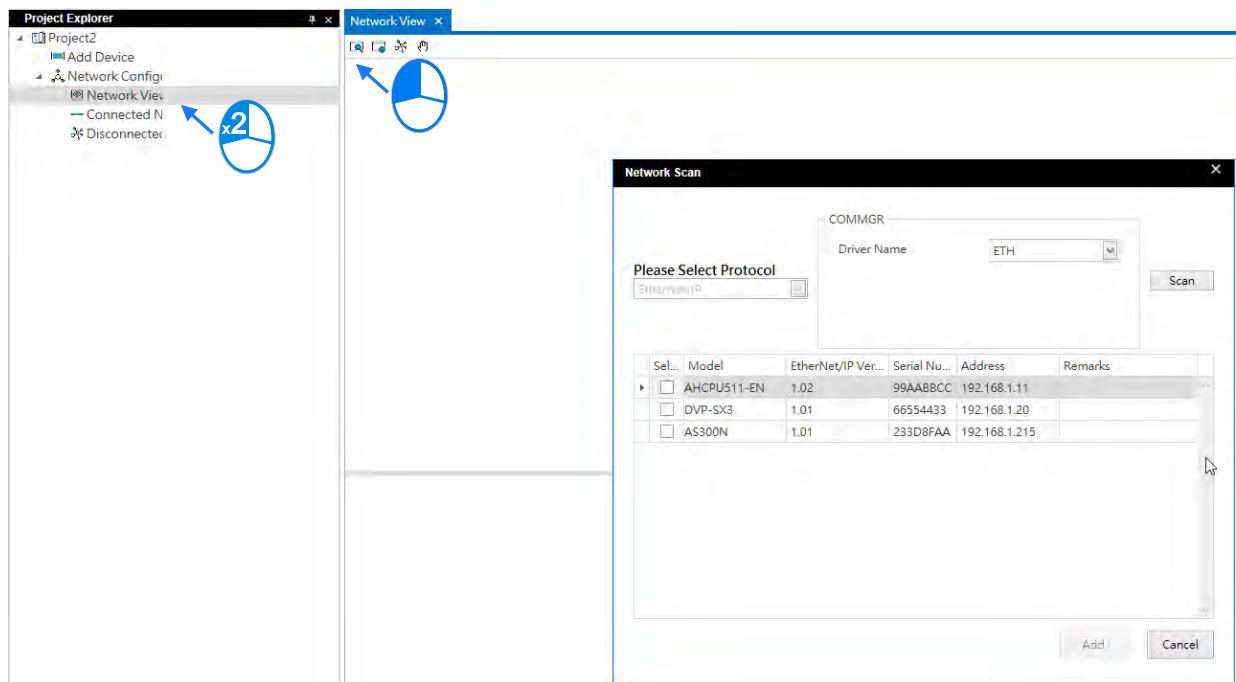 Project Explorer
Network View
Project2
Add Device
Network Configu
Network View
Connected N
Disconnected
x2
Network Scan
COMMGR
Driver Name
ETH
Please Select Protocol
EtherNet/IP
Scan
Sel... Model EtherNet/IP Ver... Serial Nu... Address Remarks
AHCPU511-EN 1.02 99AABBCC 192.168.1.11
DVP-SX3 1.01 66554433 192.168.1.20
AS300N 1.01 233D8FAA 192.168.1.215
Add
Cancel